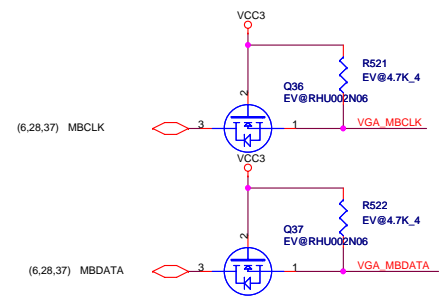 VCC3
R521
EV@4.7K_4
Q36
EV@RHU002N06
2
(6,28,37) MBCLK
3
1
VGA_MBCLK
VCC3
R522
EV@4.7K_4
Q37
EV@RHU002N06
2
(6,28,37) MBDATA
3
1
VGA_MBDATA